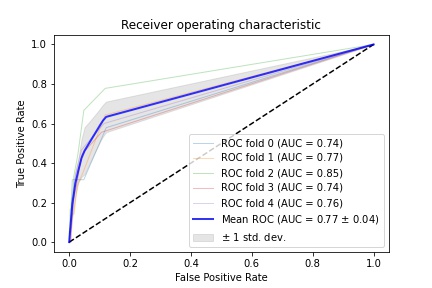 Receiver operating characteristic
True Positive Rate
1.0
0.8
0.6
0.4
0.2
0.0
ROC fold 0 (AUC = 0.74)
ROC fold 1 (AUC = 0.77)
ROC fold 2 (AUC = 0.85)
ROC fold 3 (AUC = 0.74)
ROC fold 4 (AUC = 0.76)
Mean ROC (AUC = 0.77 ± 0.04)
± 1 std. dev.
0.0 0.2 0.4 0.6 0.8 1.0
False Positive Rate